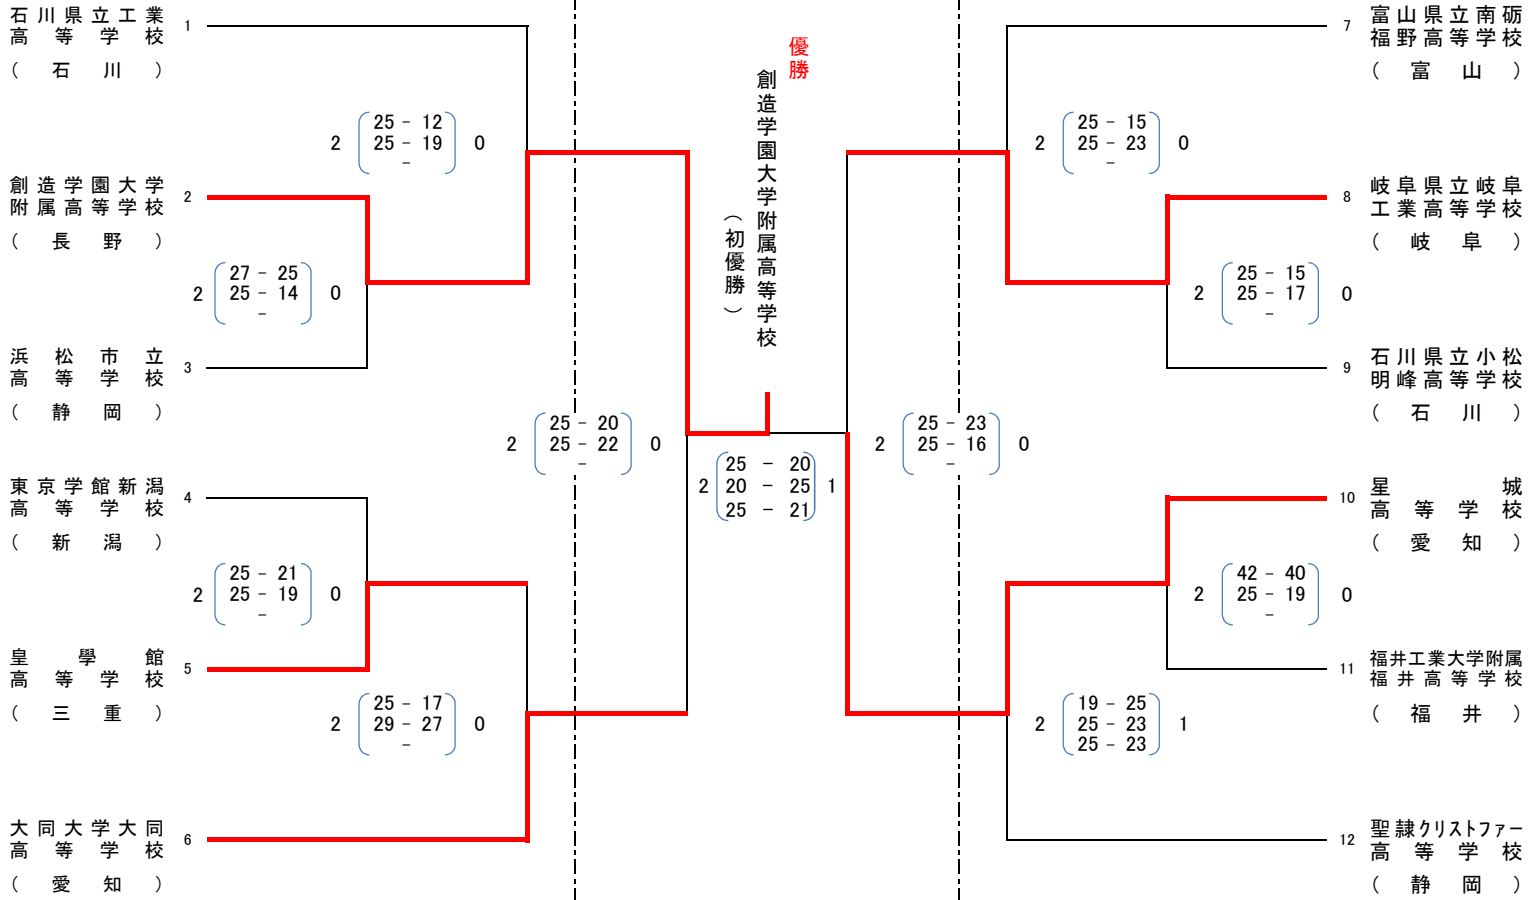 石川県立工業
高等学校
（石川）
1
創造学園大学
附属高等学校
（長野）
2
浜松市立
高等学校
（静岡）
3
東京学館新潟
高等学校
（新潟）
4
皇學館
高等学校
（三重）
5
大同大学大同
高等学校
（愛知）
6
2
25 - 12
25 - 19
-
0
2
27 - 25
25 - 14
-
0
2
25 - 21
25 - 19
-
0
2
25 - 17
29 - 27
-
0
2
25 - 20
25 - 22
-
0
優勝
創造学園大学附属高等学校
（初優勝）
2
25 - 20
20 - 25
25 - 21
1
2
25 - 23
25 - 16
-
0
2
25 - 15
25 - 23
-
0
2
25 - 15
25 - 17
-
0
2
42 - 40
25 - 19
-
0
2
19 - 25
25 - 23
25 - 23
1
7
富山県立南砺
福野高等学校
（富山）
8
岐阜県立岐阜
工業高等学校
（岐阜）
9
石川県立小松
明峰高等学校
（石川）
10
星城
高等学校
（愛知）
11
福井工業大学附属
福井高等学校
（福井）
12
聖隷クリストファー
高等学校
（静岡）